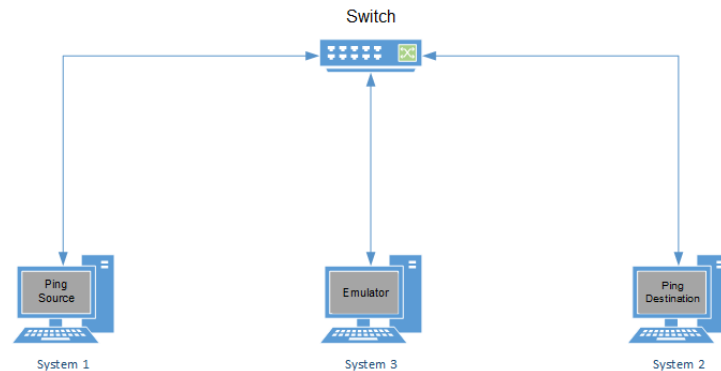 Switch
Ping
Source
Emulator
Ping
Destination
System 1
System 3
System 2